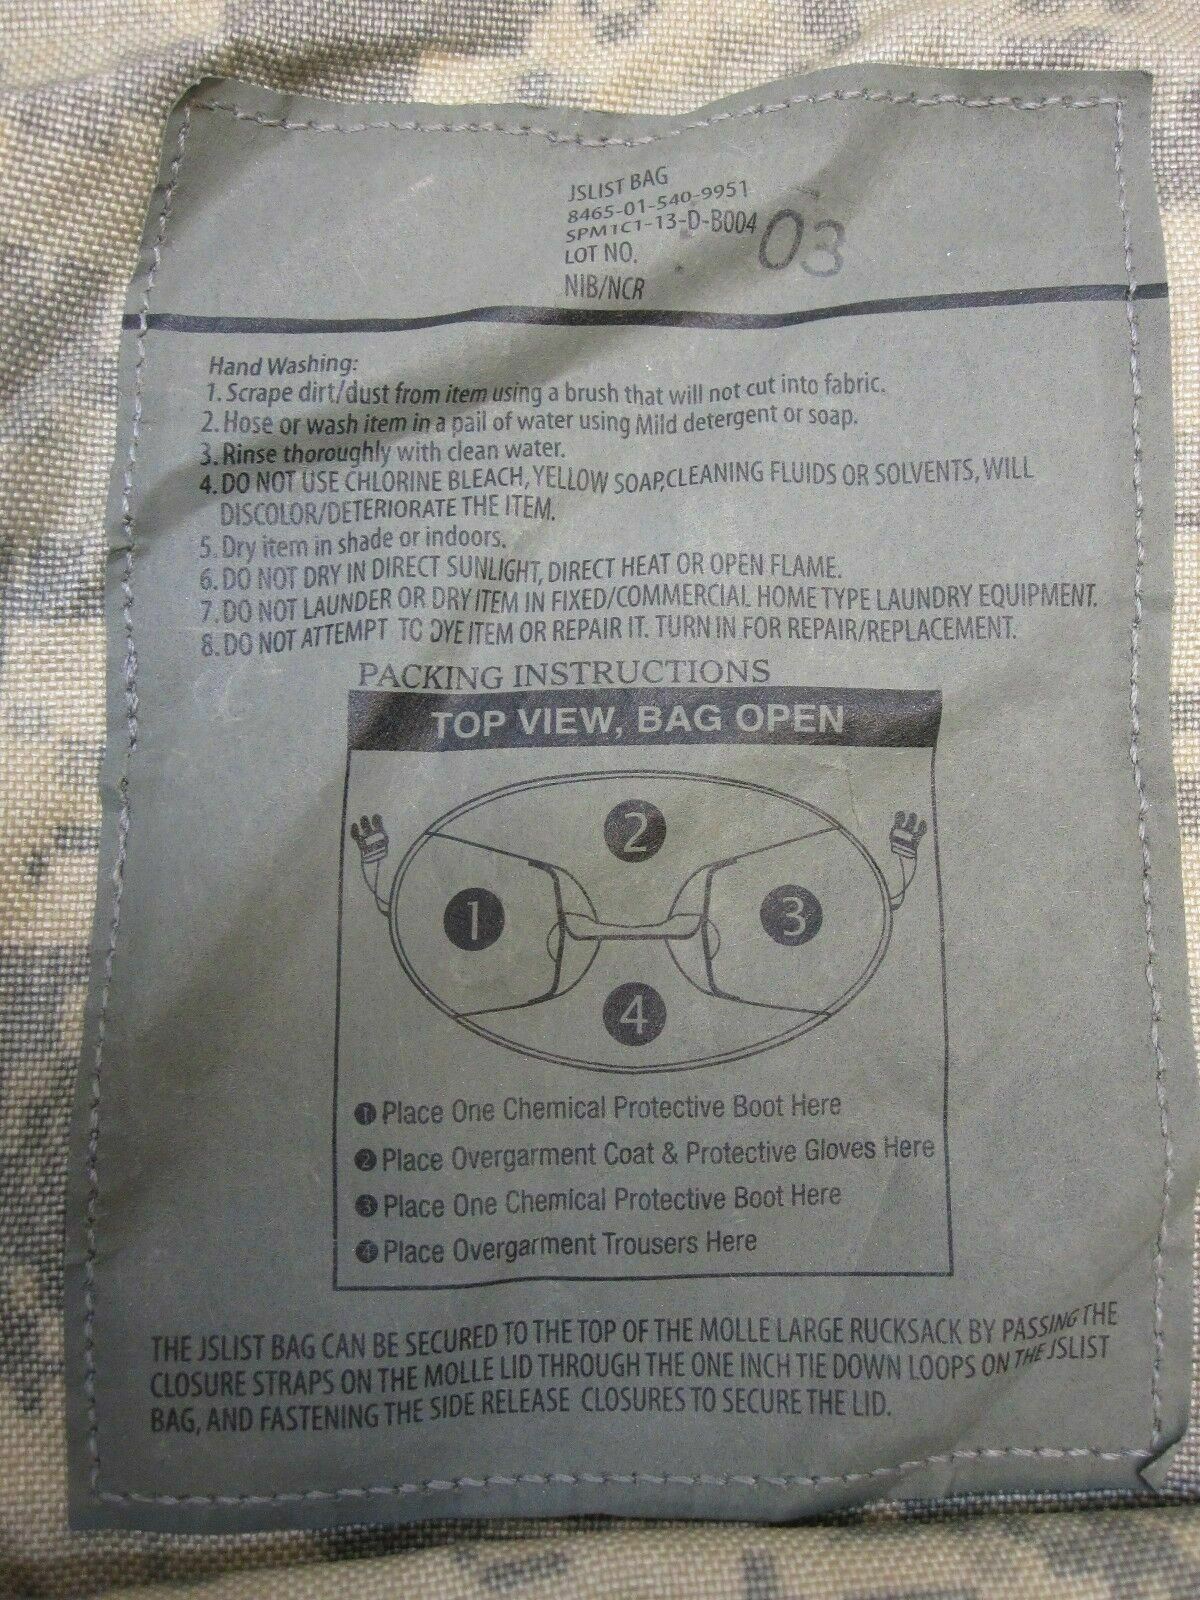 JSLIST BAG
8465-01-540-9951
SPM1C1-13-D-B004
LOT NO. 03
NIB/NCR
Hand Washing:
1. Scrape dirt/dust from item using a brush that will not cut into fabric.
2. Hose or wash item in a pail of water using Mild detergent or soap.
3. Rinse thoroughly with clean water.
4. DO NOT USE CHLORINE BLEACH, YELLOW SOAP,CLEANING FLUIDS OR SOLVENTS, WILL
DISCOLOR/DETERIORATE THE ITEM.
5. Dry item in shade or indoors.
6. DO NOT DRY IN DIRECT SUNLIGHT, DIRECT HEAT OR OPEN FLAME.
7. DO NOT LAUNDER OR DRY ITEM IN FIXED/COMMERCIAL HOME TYPE LAUNDRY EQUIPMENT.
8. DO NOT ATTEMPT TO DYE ITEM OR REPAIR IT. TURN IN FOR REPAIR/REPLACEMENT.
PACKING INSTRUCTIONS
TOP VIEW, BAG OPEN
2
1
3
4
1 Place One Chemical Protective Boot Here
2 Place Overgarment Coat & Protective Gloves Here
3 Place One Chemical Protective Boot Here
4 Place Overgarment Trousers Here
THE JSLIST BAG CAN BE SECURED TO THE TOP OF THE MOLLE LARGE RUCKSACK BY PASSING THE
CLOSURE STRAPS ON THE MOLLE LID THROUGH THE ONE INCH TIE DOWN LOOPS ON THE JSLIST
BAG, AND FASTENING THE SIDE RELEASE CLOSURES TO SECURE THE LID.